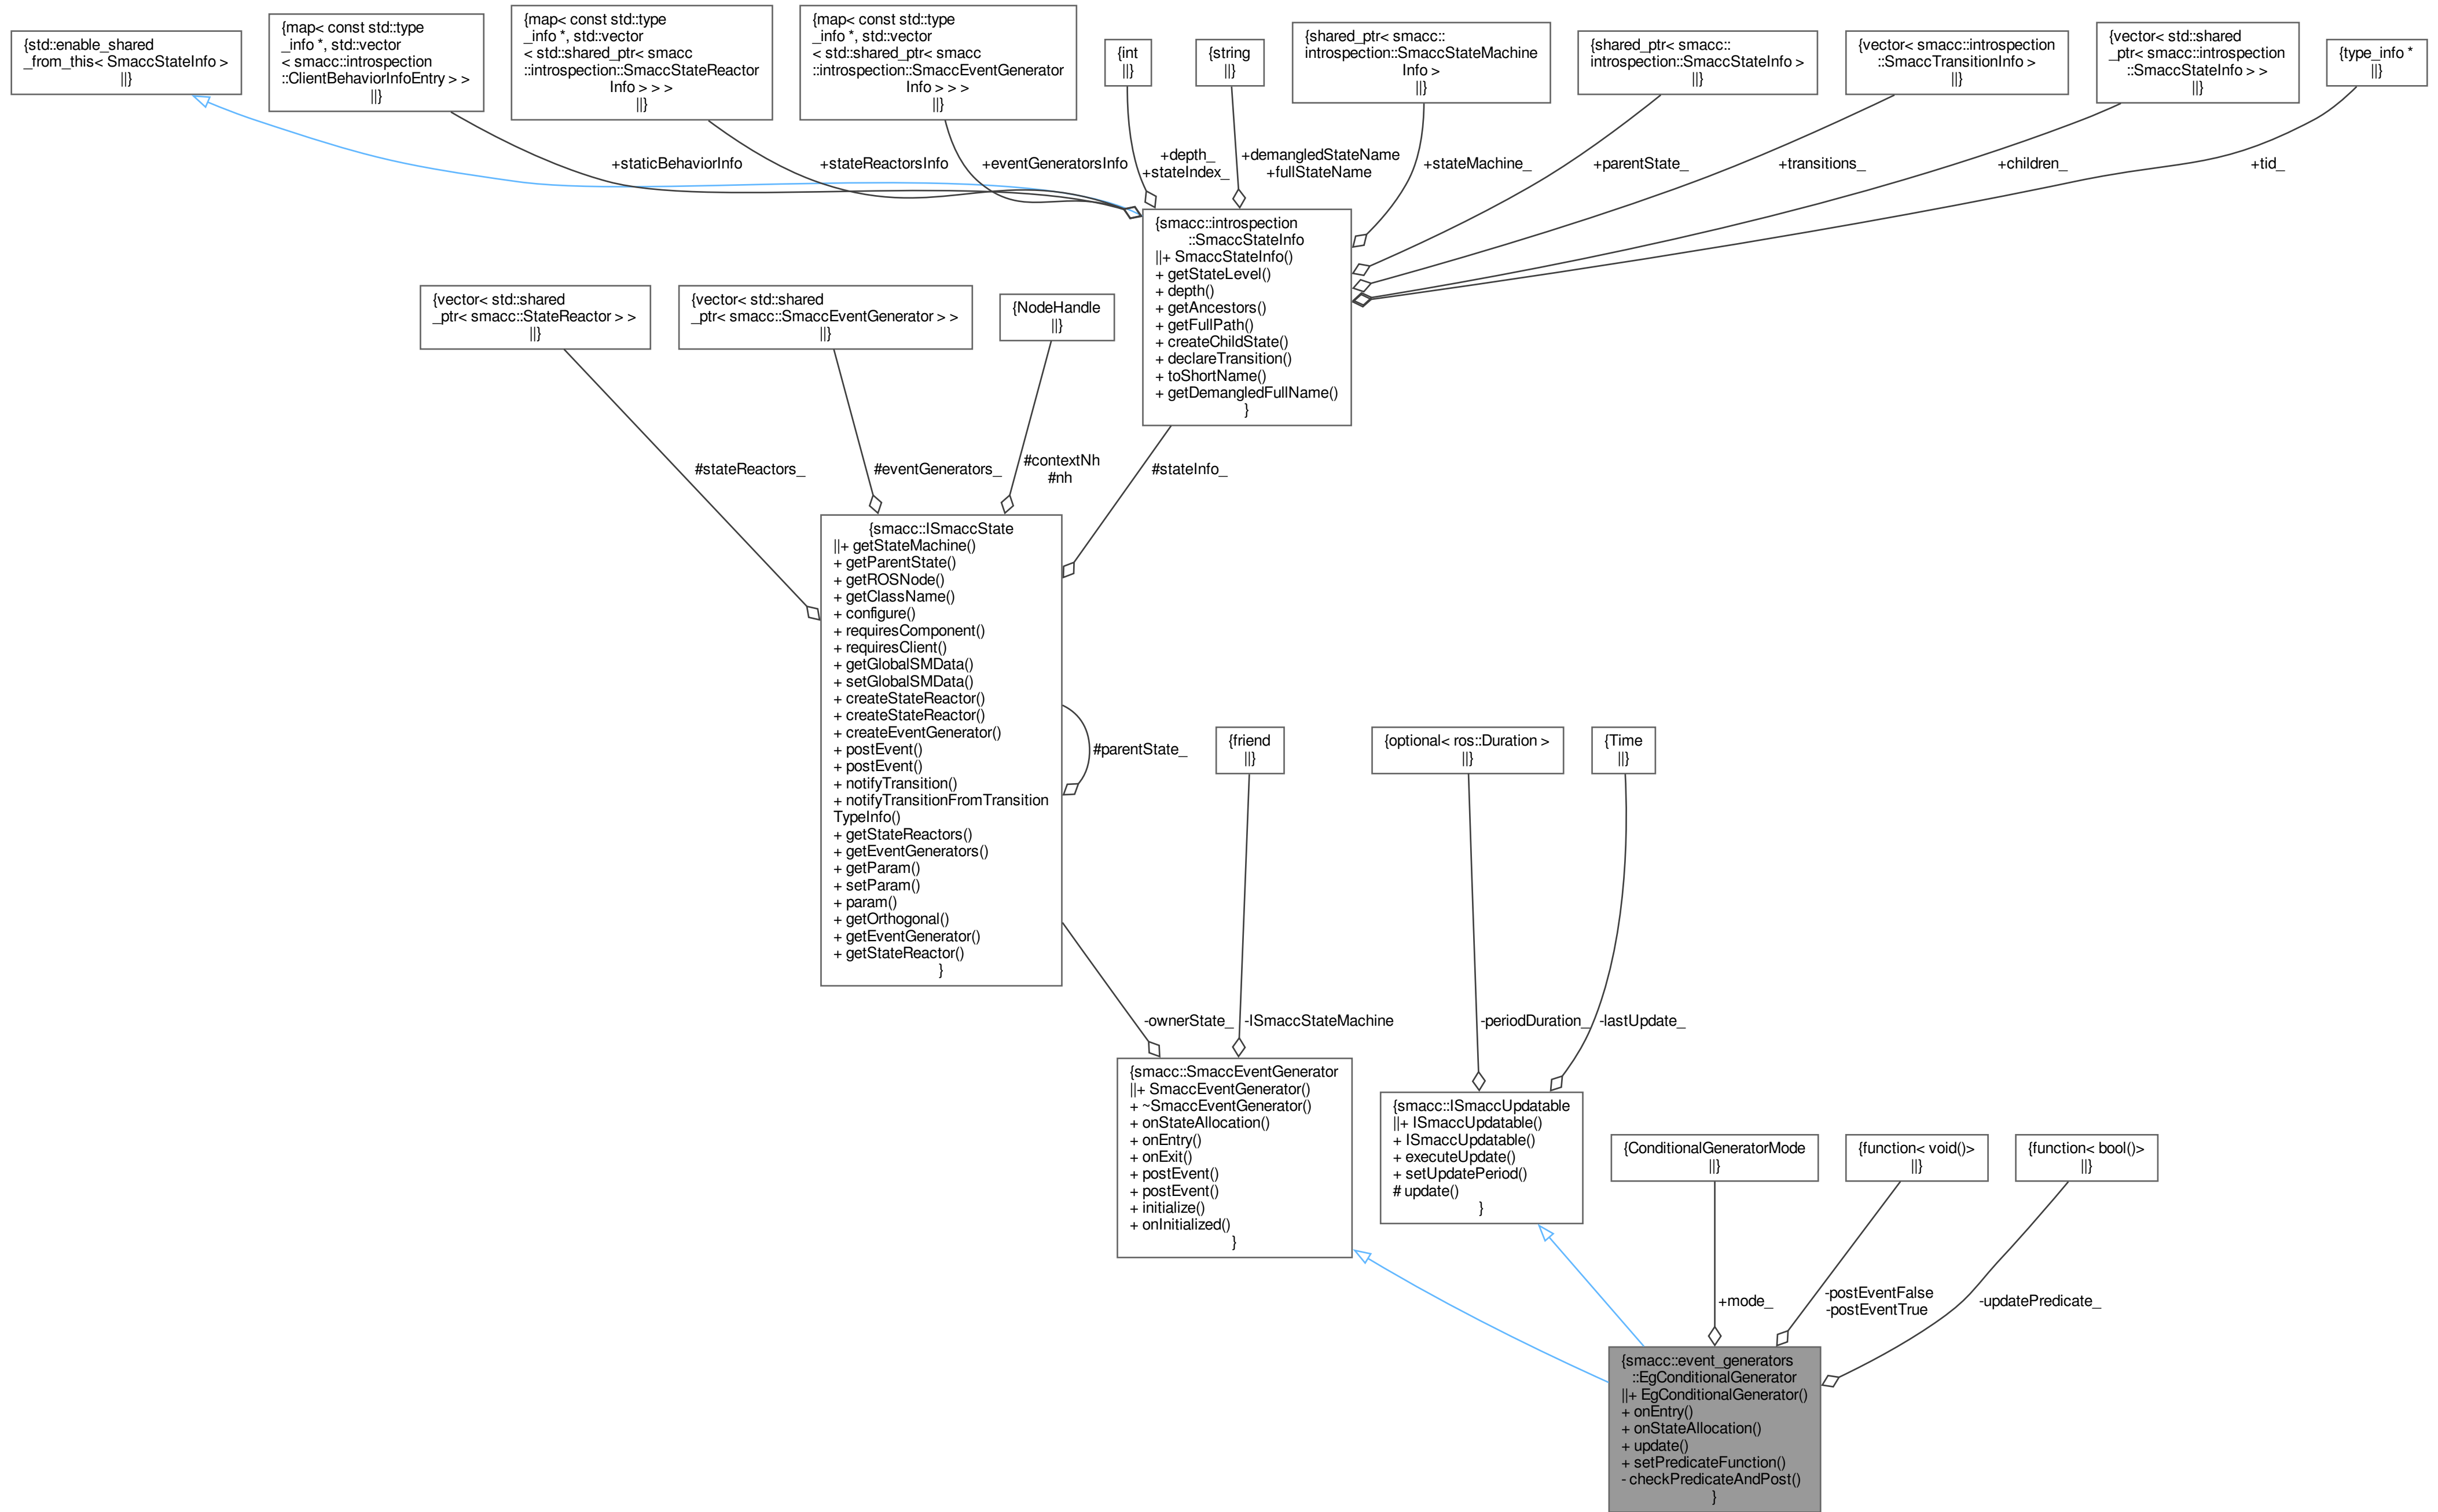 {std::enable_shared
_from_this< SmaccStateInfo >
||}
{map< const std::type
_info *, std::vector
< smacc::introspection
::ClientBehaviorInfoEntry > >
||}
{map< const std::type
_info *, std::vector
< std::shared_ptr< smacc
::introspection::SmaccStateReactor
Info > > >
||}
{map< const std::type
_info *, std::vector
< std::shared_ptr< smacc
::introspection::SmaccEventGenerator
Info > > >
||}
{int
||}
{string
||}
{shared_ptr< smacc::
introspection::SmaccStateMachine
Info >
||}
{shared_ptr< smacc::
introspection::SmaccStateInfo >
||}
{vector< smacc::introspection
::SmaccTransitionInfo >
||}
{vector< std::shared
_ptr< smacc::introspection
::SmaccStateInfo > >
||}
{type_info *
||}
+staticBehaviorInfo
+stateReactorsInfo
+eventGeneratorsInfo
+depth_
+stateIndex_
+demangledStateName
+fullStateName
+stateMachine_
+parentState_
+transitions_
+children_
+tid_
{smacc::introspection
::SmaccStateInfo
||+ SmaccStateInfo()
+ getStateLevel()
+ depth()
+ getAncestors()
+ getFullPath()
+ createChildState()
+ declareTransition()
+ toShortName()
+ getDemangledFullName()
}
{vector< std::shared
_ptr< smacc::StateReactor > >
||}
{vector< std::shared
_ptr< smacc::SmaccEventGenerator > >
||}
{NodeHandle
||}
#stateReactors_
#eventGenerators_
#contextNh
#nh
#stateInfo_
{smacc::ISmaccState
||+ getStateMachine()
+ getParentState()
+ getROSNode()
+ getClassName()
+ configure()
+ requiresComponent()
+ requiresClient()
+ getGlobalSMData()
+ setGlobalSMData()
+ createStateReactor()
+ createStateReactor()
+ createEventGenerator()
+ postEvent()
+ postEvent()
+ notifyTransition()
+ notifyTransitionFromTransition
TypeInfo()
+ getStateReactors()
+ getEventGenerators()
+ getParam()
+ setParam()
+ param()
+ getOrthogonal()
+ getEventGenerator()
+ getStateReactor()
}
#parentState_
{friend
||}
{optional< ros::Duration >
||}
{Time
||}
-ownerState_
-ISmaccStateMachine
-periodDuration_
-lastUpdate_
{smacc::SmaccEventGenerator
||+ SmaccEventGenerator()
+ ~SmaccEventGenerator()
+ onStateAllocation()
+ onEntry()
+ onExit()
+ postEvent()
+ postEvent()
+ initialize()
+ onInitialized()
}
{smacc::ISmaccUpdatable
||+ ISmaccUpdatable()
+ ISmaccUpdatable()
+ executeUpdate()
+ setUpdatePeriod()
# update()
}
{ConditionalGeneratorMode
||}
{function< void()>
||}
{function< bool()>
||}
+mode_
-postEventFalse
-postEventTrue
-updatePredicate_
{smacc::event_generators
::EgConditionalGenerator
||+ EgConditionalGenerator()
+ onEntry()
+ onStateAllocation()
+ update()
+ setPredicateFunction()
- checkPredicateAndPost()
}